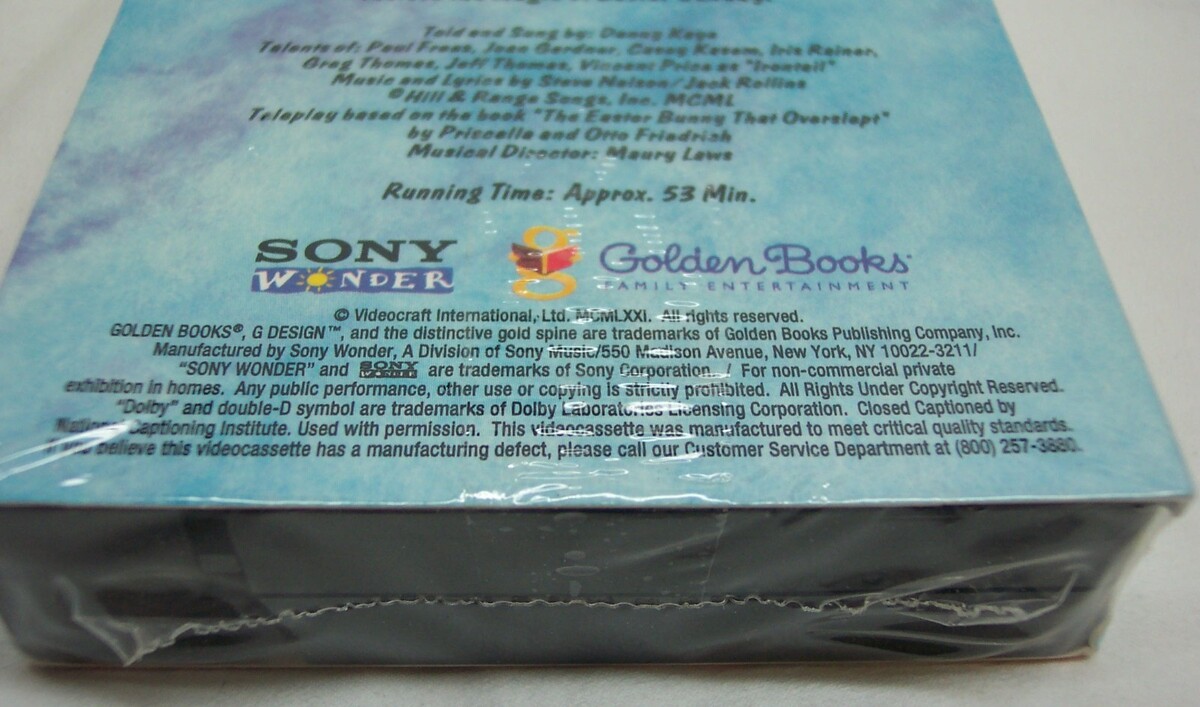 Told and Sung by: Danny Kaye
Talents of: Paul Frees, Joan Gardner, Casey Kasem, Iris Rainer,
Greg Thomas, Jeff Thomas, Vincent Price as "Irontail"
Music and Lyrics by Steve Nelson/Jack Rollins
©Hill & Range Songs, Inc. MCML
Teleplay based on the book "The Easter Bunny That Overslept"
by Priscella and Otto Friedrich
Musical Director: Maury Laws
Running Time: Approx. 53 Min.
SONY
WONDER
g Golden Books
FAMILY ENTERTAINMENT
© Videocraft International, Ltd. MCMLXXI. All rights reserved.
GOLDEN BOOKS®, G DESIGN™, and the distinctive gold spine are trademarks of Golden Books Publishing Company, Inc.
Manufactured by Sony Wonder, A Division of Sony Music/550 Madison Avenue, New York, NY 10022-3211/
"SONY WONDER" and SONY WONDER are trademarks of Sony Corporation. / For non-commercial private
exhibition in homes. Any public performance, other use or copying is strictly prohibited. All Rights Under Copyright Reserved.
"Dolby" and double-D symbol are trademarks of Dolby Laboratories Licensing Corporation. Closed Captioned by
National Captioning Institute. Used with permission. This videocassette was manufactured to meet critical quality standards.
If you believe this videocassette has a manufacturing defect, please call our Customer Service Department at (800) 257-3880.